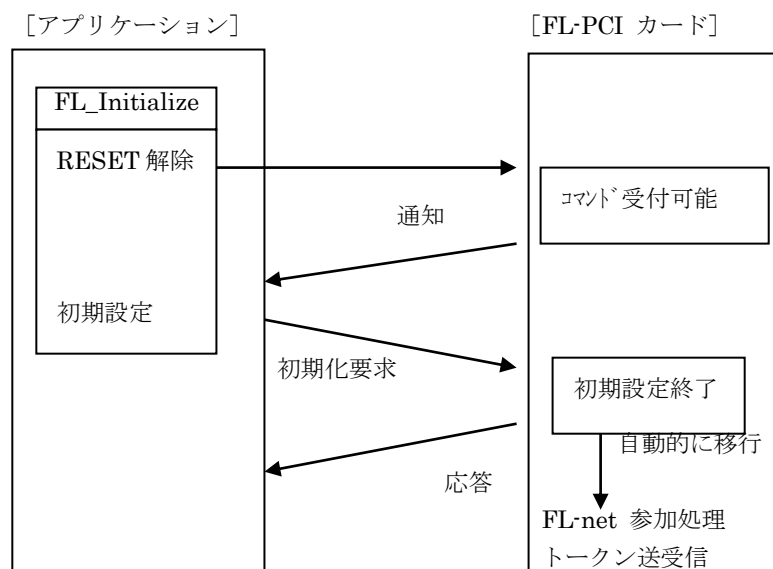 ［アプリケーション］
［FL-PCI カード］
FL_Initialize
RESET 解除
ｺﾏﾝﾄﾞ受付可能
通知
初期設定
初期化要求
初期設定終了
自動的に移行
応答
FL-net 参加処理
トークン送受信